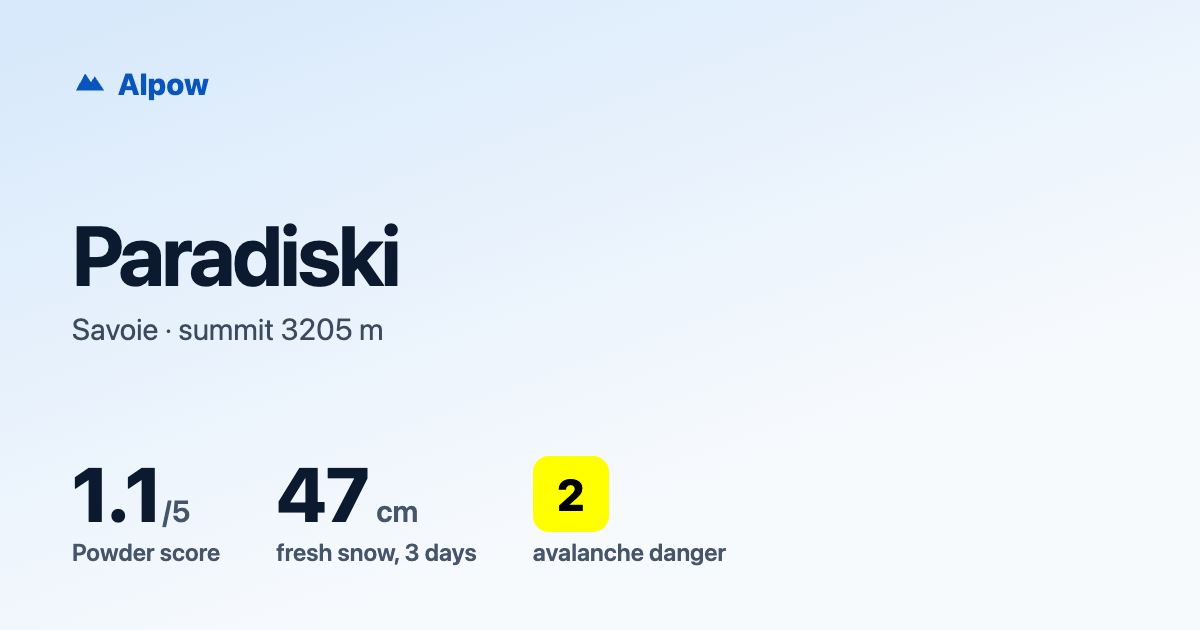 Alpow
Paradiski
Savoie · summit 3205 m
1.1/5
Powder score
47 cm
fresh snow, 3 days
2
avalanche danger